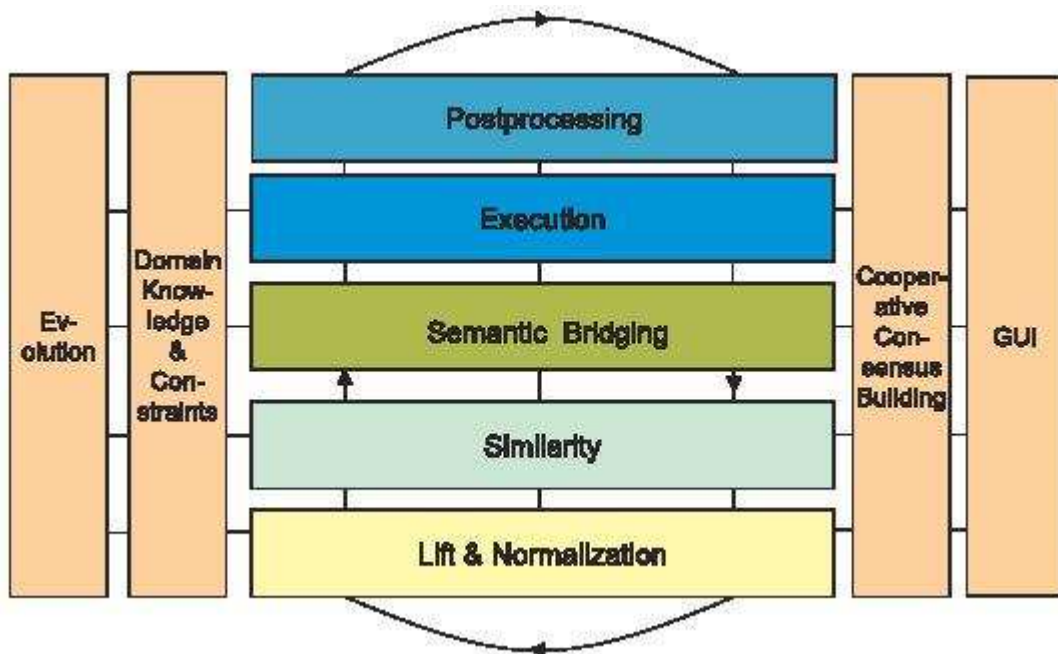 Postprocessing
Execution
Semantic Bridging
Similarity
Lift & Normalization
Ev-
olution
Domain
Know-
ledge
&
Con-
straints
Cooper-
ative
Con-
sensus
Building
GUI